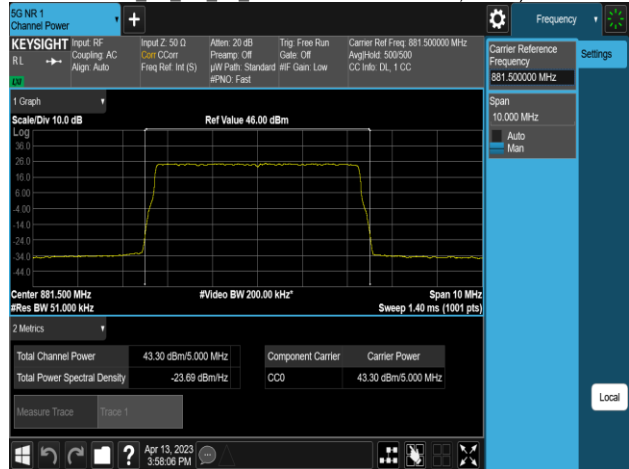 5G NR 1
Channel Power
Frequency
KEYSIGHT
RL
LXI
Input: RF
Coupling: AC
Align: Auto
Input Z: 50 Ω
Corr CCorr
Freq Ref: Int (S)
Atten: 20 dB
Preamp: Off
µW Path: Standard
#PNO: Fast
Trig: Free Run
Gate: Off
#IF Gain: Low
Carrier Ref Freq: 881.500000 MHz
Avg|Hold: 500/500
CC Info: DL, 1 CC
Carrier Reference
Frequency
881.500000 MHz
Settings
Span
10.000 MHz
Auto
Man
1 Graph
Scale/Div 10.0 dB
Ref Value 46.00 dBm
Log
36.0
26.0
16.0
6.00
-4.00
-14.0
-24.0
-34.0
-44.0
Center 881.500 MHz
#Video BW 200.00 kHz*
Span 10 MHz
#Res BW 51.000 kHz
Sweep 1.40 ms (1001 pts)
2 Metrics
Total Channel Power 43.30 dBm/5.000 MHz
Total Power Spectral Density -23.69 dBm/Hz
Component Carrier Carrier Power
CC0 43.30 dBm/5.000 MHz
Measure Trace Trace 1
Local
? Apr 13, 2023
3:58:06 PM